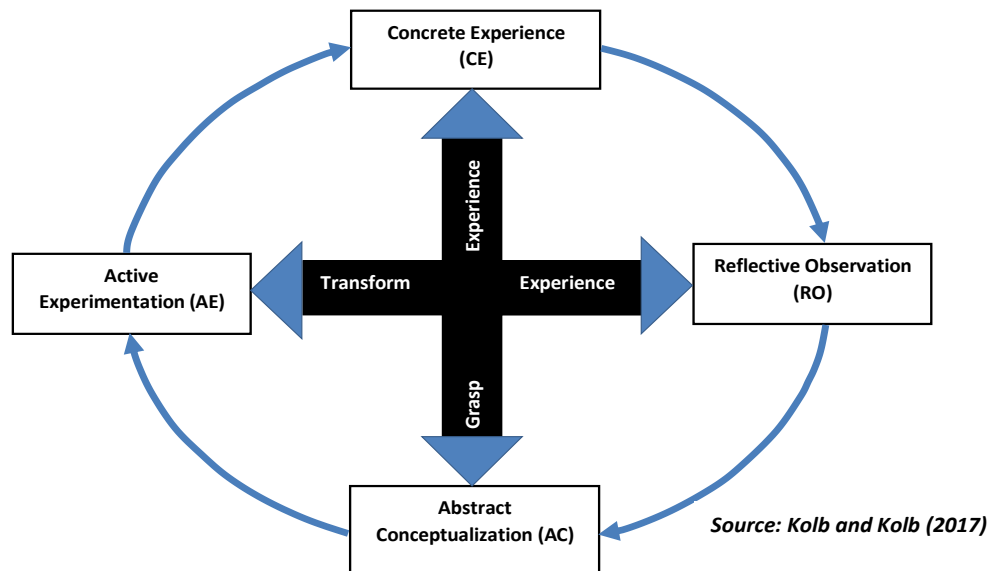 Concrete Experience
(CE)
Experience
Active
Experimentation (AE)
Transform
Experience
Reflective Observation
(RO)
Grasp
Abstract
Conceptualization (AC)
Source: Kolb and Kolb (2017)